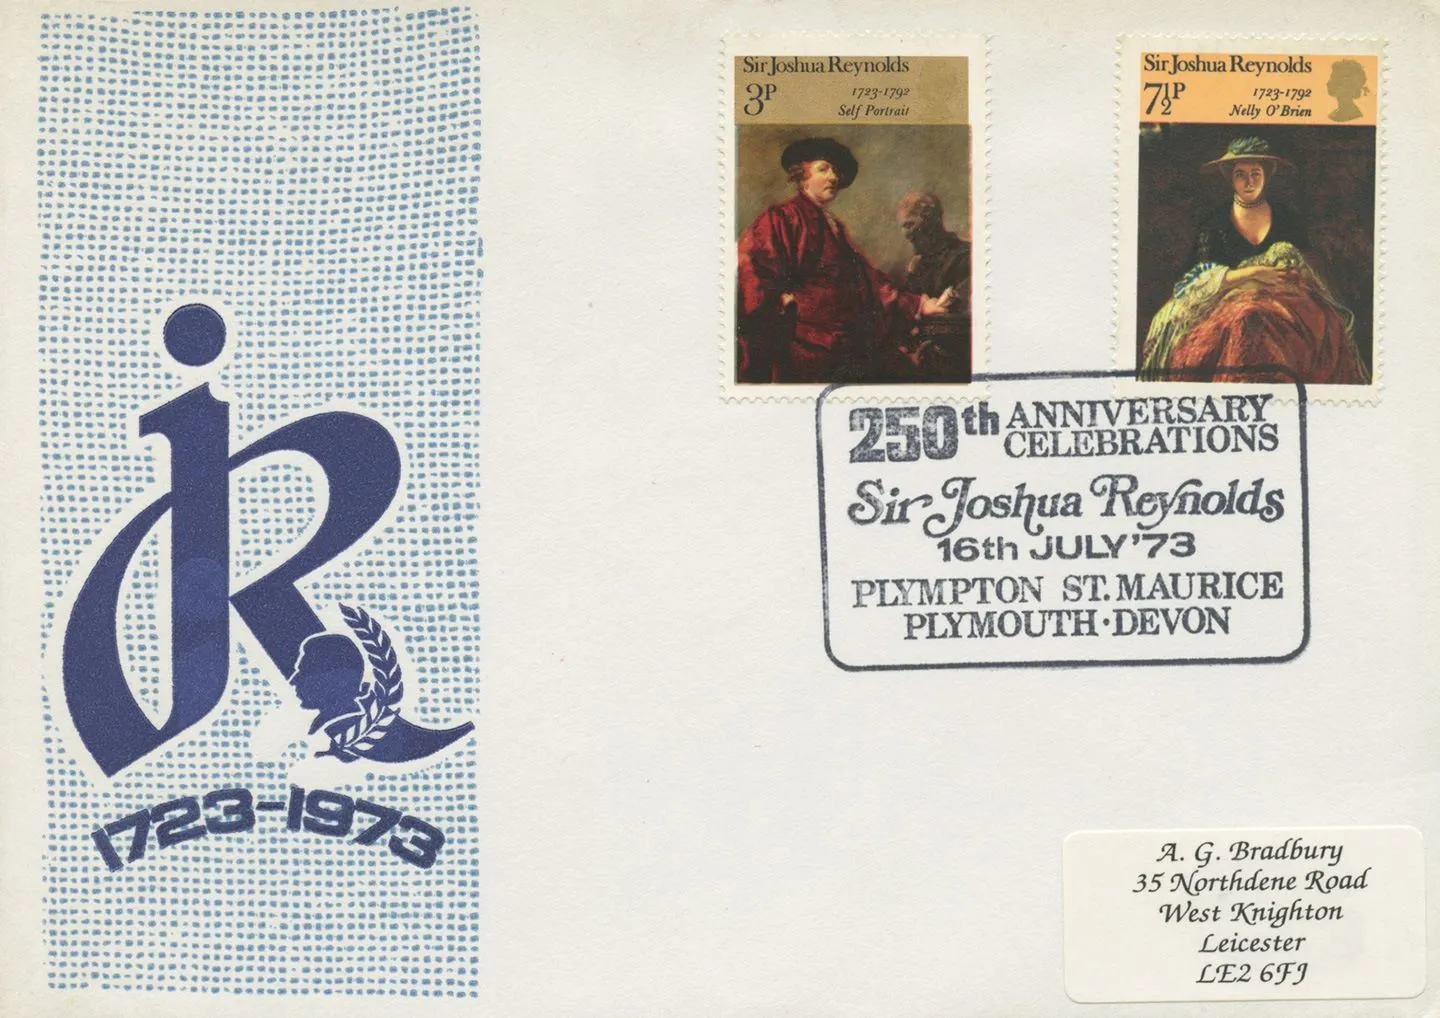 Sir Joshua Reynolds
3P
1723-1792
Self Portrait
Sir Joshua Reynolds
7½P
1723-1792
Nelly O'Brien
250th ANNIVERSARY
CELEBRATIONS
Sir Joshua Reynolds
16th JULY '73
PLYMPTON ST. MAURICE
PLYMOUTH · DEVON
jR
1723-1973
A. G. Bradbury
35 Northdene Road
West Knighton
Leicester
LE2 6FJ